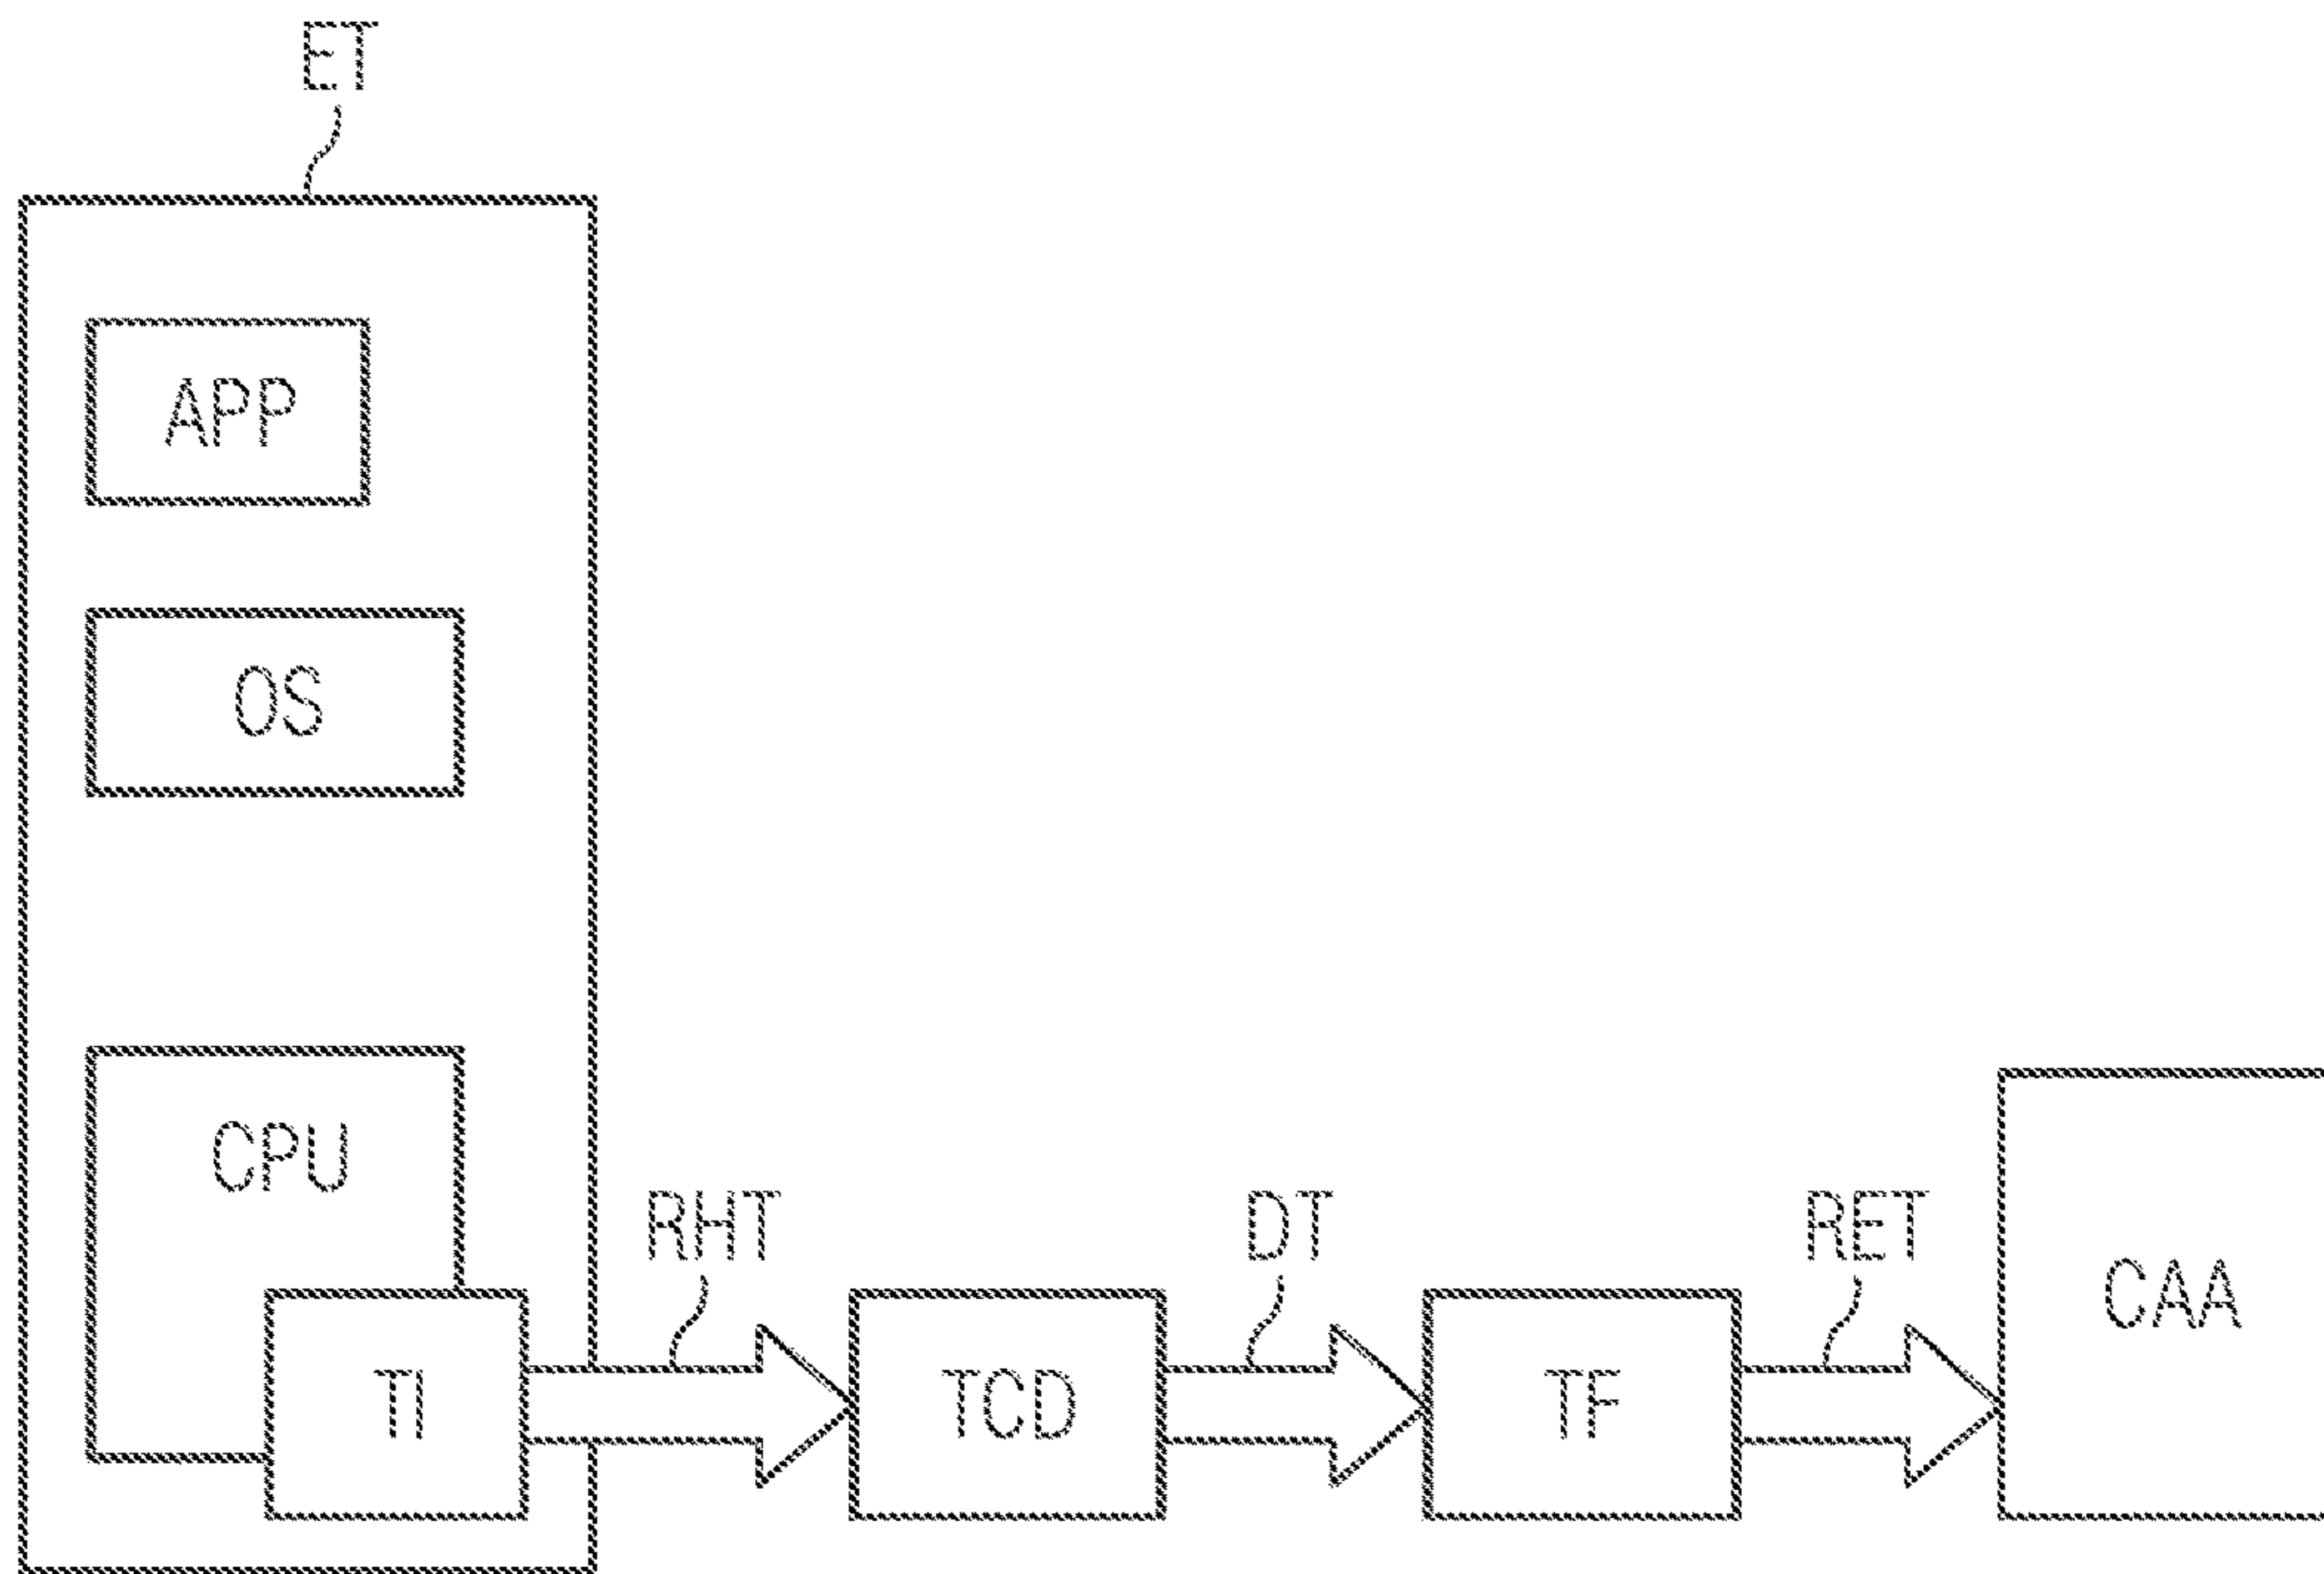 ET
APP
OS
CPU
RHT
DT
RET
CAA
TI
TCD
TF